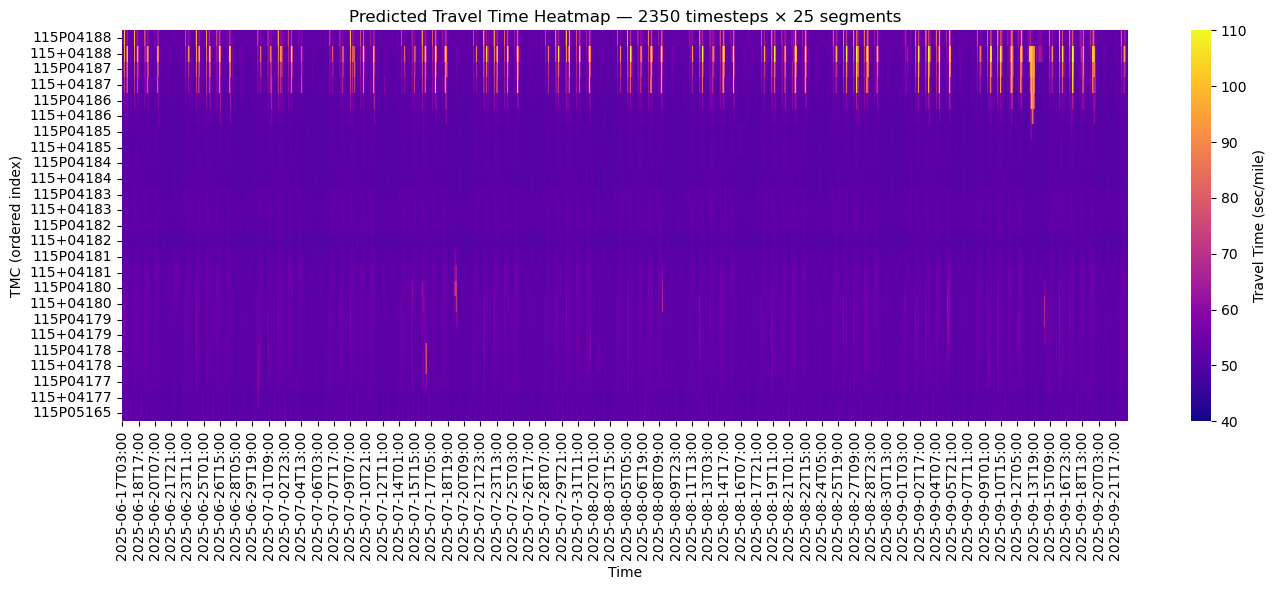 Predicted Travel Time Heatmap — 2350 timesteps × 25 segments
TMC (ordered index)
115P04188
115+04188
115P04187
115+04187
115P04186
115+04186
115P04185
115+04185
115P04184
115+04184
115P04183
115+04183
115P04182
115+04182
115P04181
115+04181
115P04180
115+04180
115P04179
115+04179
115P04178
115+04178
115P04177
115+04177
115P05165
2025-06-17T03:00
2025-06-18T17:00
2025-06-20T07:00
2025-06-21T21:00
2025-06-23T11:00
2025-06-25T01:00
2025-06-26T15:00
2025-06-28T05:00
2025-06-29T19:00
2025-07-01T09:00
2025-07-02T23:00
2025-07-04T13:00
2025-07-06T03:00
2025-07-07T17:00
2025-07-09T07:00
2025-07-10T21:00
2025-07-12T11:00
2025-07-14T01:00
2025-07-15T15:00
2025-07-17T05:00
2025-07-18T19:00
2025-07-20T09:00
2025-07-21T23:00
2025-07-23T13:00
2025-07-25T03:00
2025-07-26T17:00
2025-07-28T07:00
2025-07-29T21:00
2025-07-31T11:00
2025-08-02T01:00
2025-08-03T15:00
2025-08-05T05:00
2025-08-06T19:00
2025-08-08T09:00
2025-08-09T23:00
2025-08-11T13:00
2025-08-13T03:00
2025-08-14T17:00
2025-08-16T07:00
2025-08-17T21:00
2025-08-19T11:00
2025-08-21T01:00
2025-08-22T15:00
2025-08-24T05:00
2025-08-25T19:00
2025-08-27T09:00
2025-08-28T23:00
2025-08-30T13:00
2025-09-01T03:00
2025-09-02T17:00
2025-09-04T07:00
2025-09-05T21:00
2025-09-07T11:00
2025-09-09T01:00
2025-09-10T15:00
2025-09-12T05:00
2025-09-13T19:00
2025-09-15T09:00
2025-09-16T23:00
2025-09-18T13:00
2025-09-20T03:00
2025-09-21T17:00
Time
110
100
90
80
70
60
50
40
Travel Time (sec/mile)